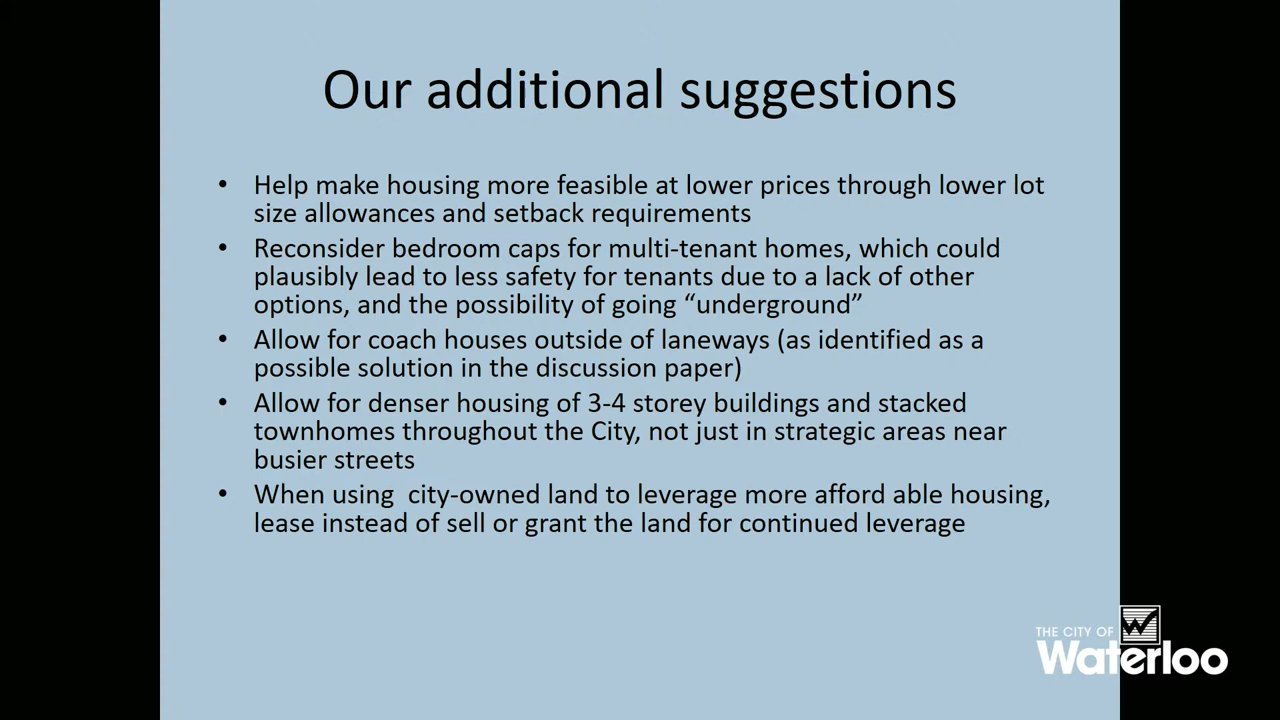 Our additional suggestions
• Help make housing more feasible at lower prices through lower lot
size allowances and setback requirements
• Reconsider bedroom caps for multi-tenant homes, which could
plausibly lead to less safety for tenants due to a lack of other
options, and the possibility of going “underground”
• Allow for coach houses outside of laneways (as identified as a
possible solution in the discussion paper)
• Allow for denser housing of 3-4 storey buildings and stacked
townhomes throughout the City, not just in strategic areas near
busier streets
• When using  city-owned land to leverage more afford able housing,
lease instead of sell or grant the land for continued leverage
THE CITY OF
Waterloo